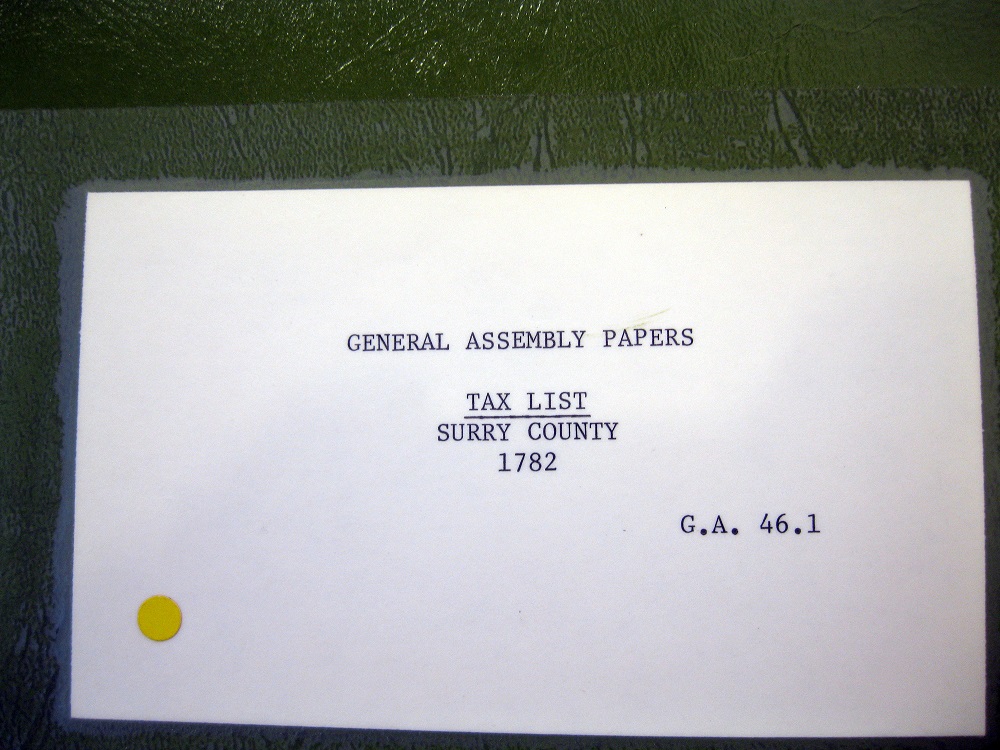 GENERAL ASSEMBLY PAPERS
TAX LIST
SURRY COUNTY
1782
G.A. 46.1